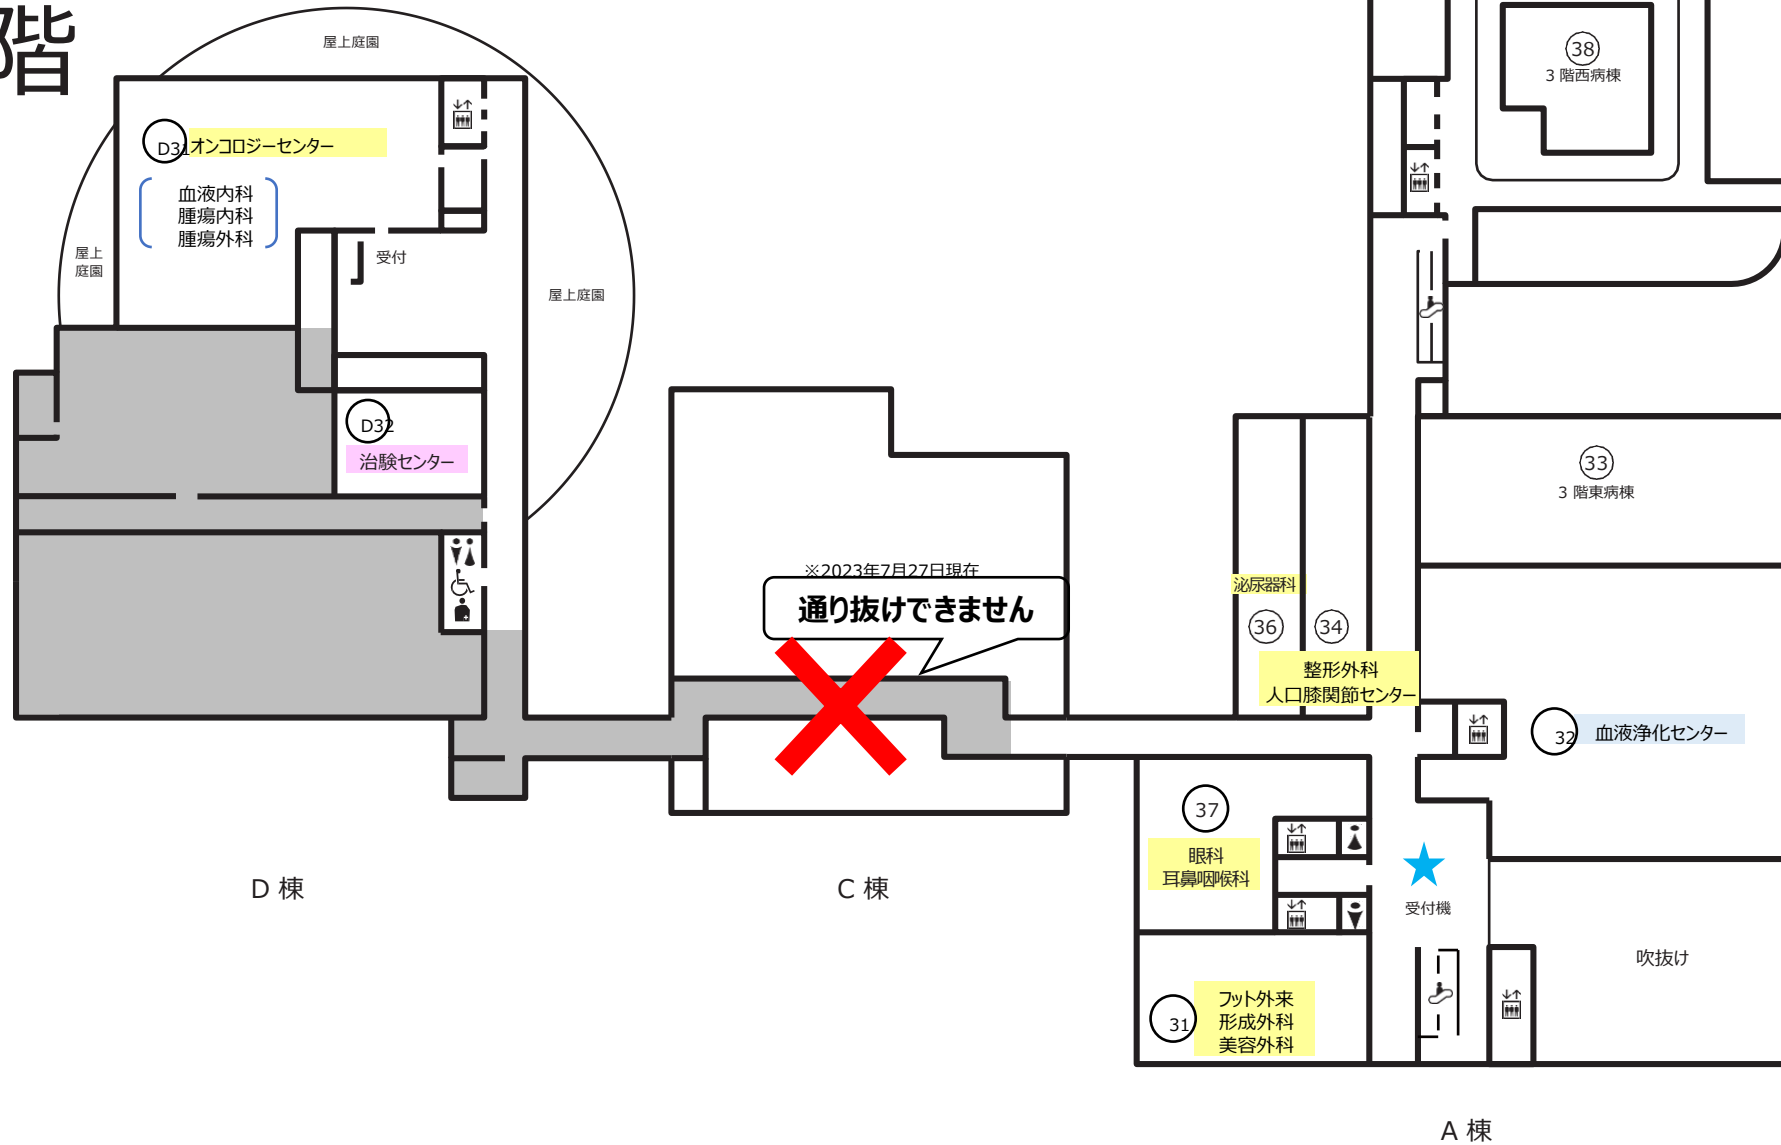 階
屋上庭園
38
3 階西病棟
D31
オンコロジーセンター
血液内科
腫瘍内科
腫瘍外科
屋上
庭園
受付
屋上庭園
D32
治験センター
33
3 階東病棟
※2023年7月27日現在
通り抜けできません
泌尿器科
36
34
整形外科
人口膝関節センター
32
血液浄化センター
37
眼科
耳鼻咽喉科
D 棟
C 棟
受付機
吹抜け
31
フット外来
形成外科
美容外科
A 棟